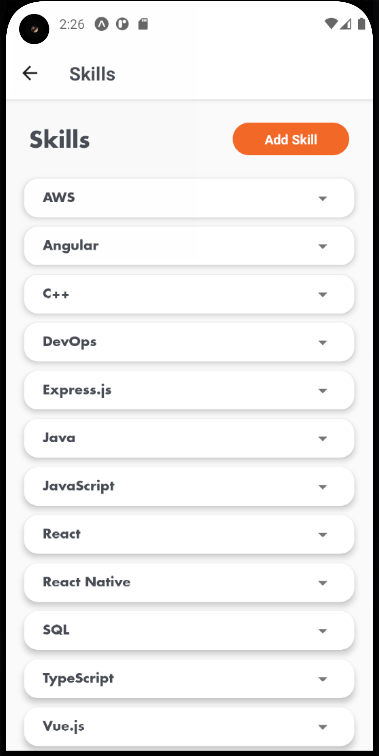 2:26
Skills
Skills
Add Skill
AWS
Angular
C++
DevOps
Express.js
Java
JavaScript
React
React Native
SQL
TypeScript
Vue.js